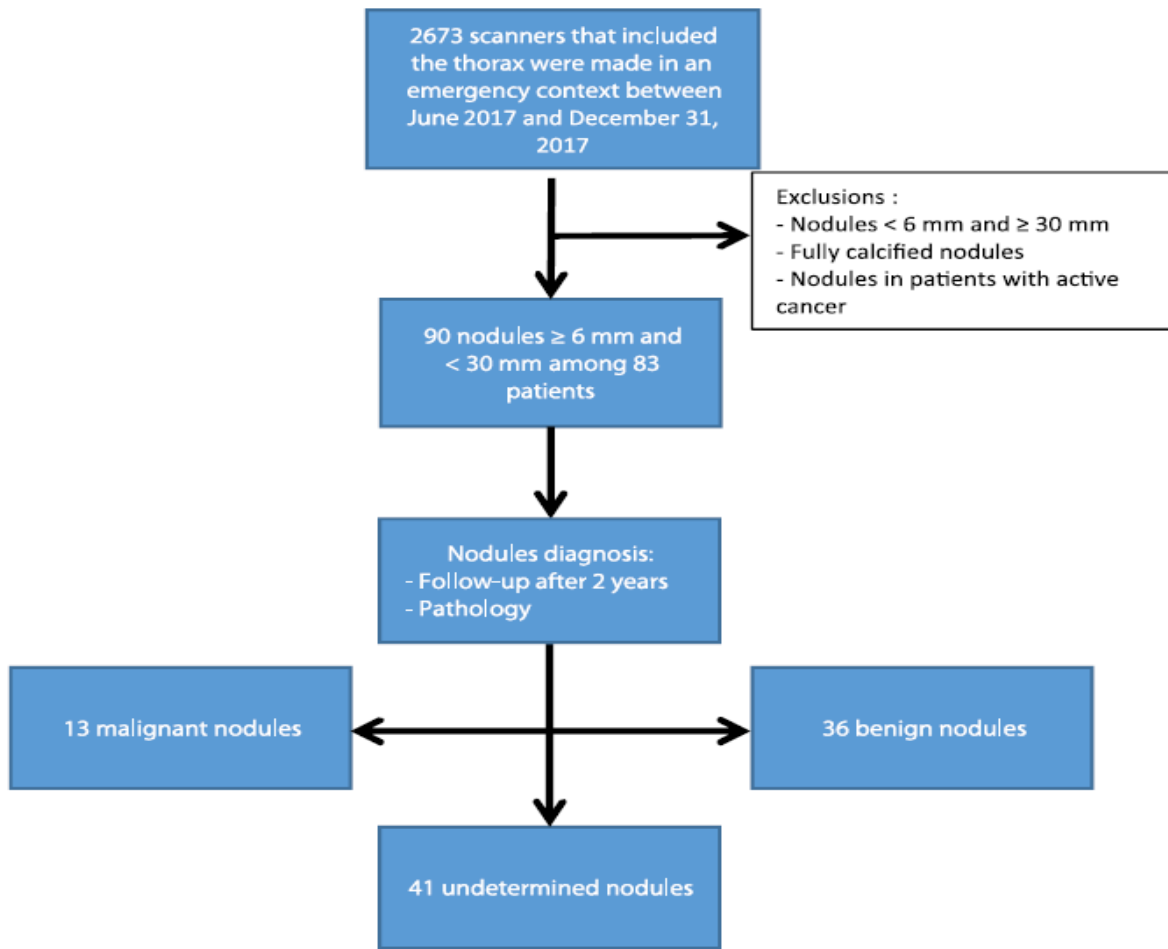 2673 scanners that included
the thorax were made in an
emergency context between
June 2017 and December 31,
2017
Exclusions :
- Nodules < 6 mm and ≥ 30 mm
- Fully calcified nodules
- Nodules in patients with active
cancer
90 nodules ≥ 6 mm and
< 30 mm among 83
patients
Nodules diagnosis:
- Follow-up after 2 years
- Pathology
13 malignant nodules
36 benign nodules
41 undetermined nodules